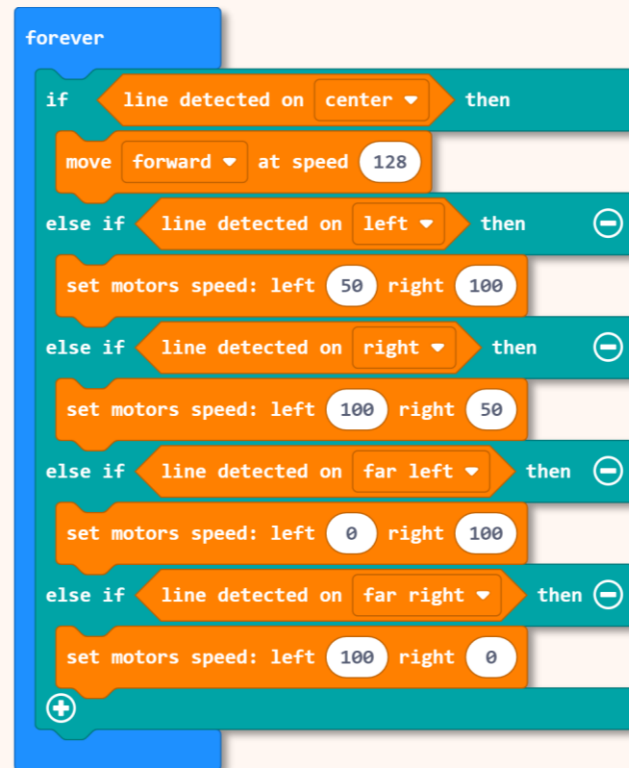 forever
if line detected on center then
move forward at speed 128
else if line detected on left then
set motors speed: left 50 right 100
else if line detected on right then
set motors speed: left 100 right 50
else if line detected on far left then
set motors speed: left 0 right 100
else if line detected on far right then
set motors speed: left 100 right 0